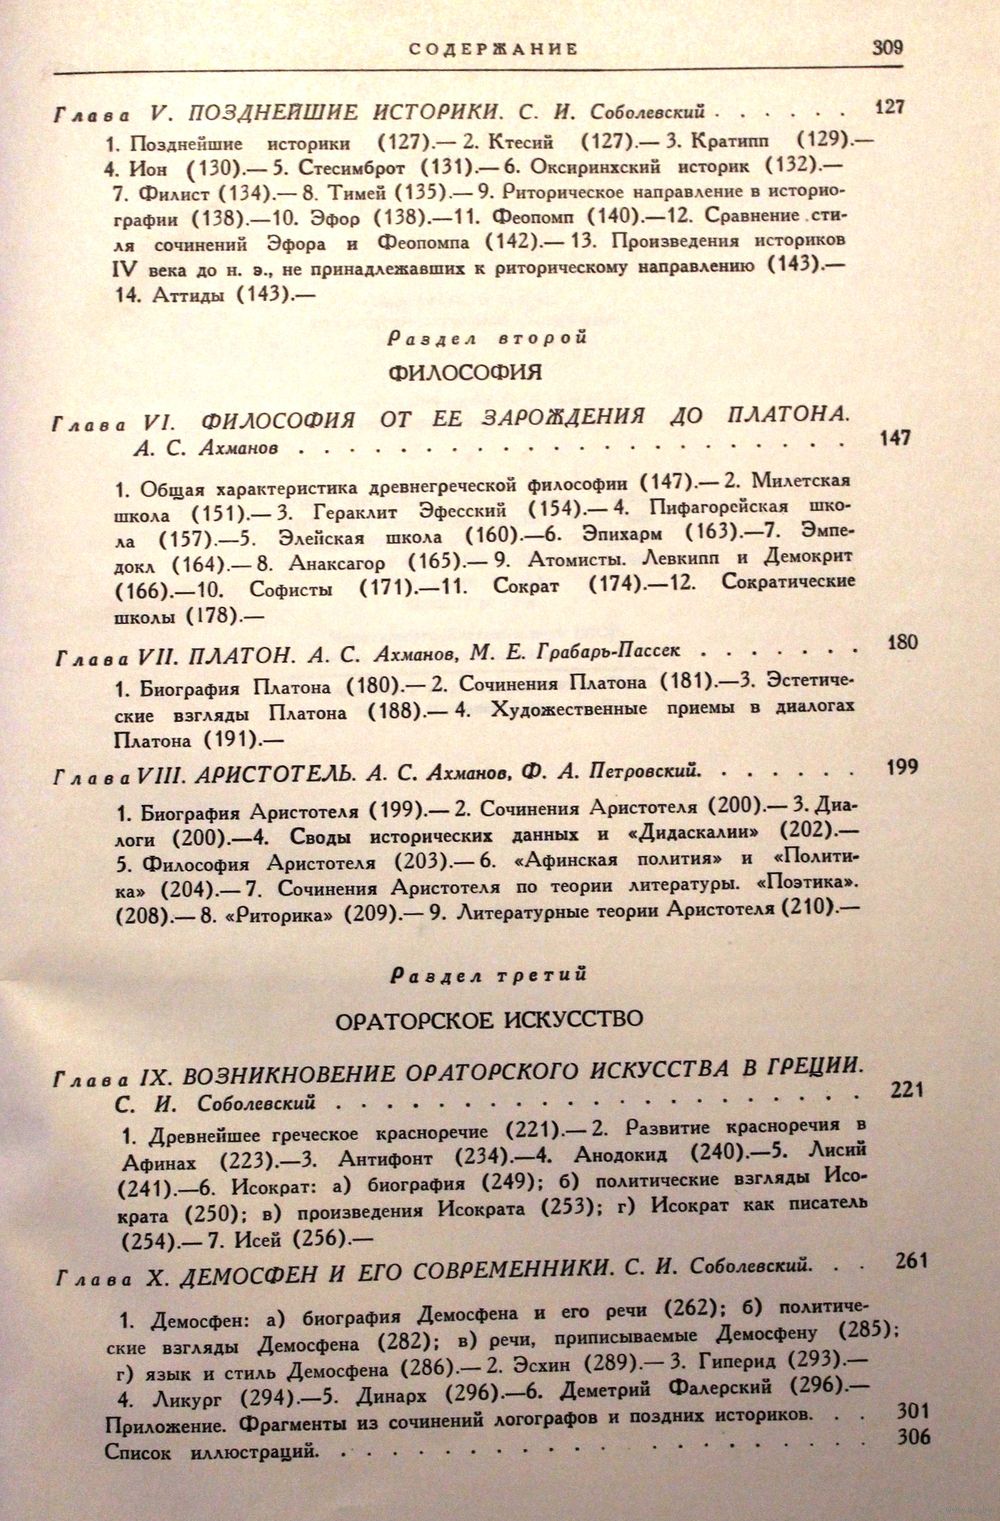 СОДЕРЖАНИЕ 309
Глава V. ПОЗДНЕЙШИЕ ИСТОРИКИ. С. И. Соболевский . . . . . . 127
1. Позднейшие историки (127).— 2. Ктесий (127).— 3. Кратипп (129).—
4. Ион (130).— 5. Стесимброт (131).— 6. Оксиринхский историк (132).—
7. Филист (134).— 8. Тимей (135).— 9. Риторическое направление в историо-
графии (138).—10. Эфор (138).—11. Феопомп (140).—12. Сравнение сти-
ля сочинений Эфора и Феопомпа (142).— 13. Произведения историков
IV века до н. э., не принадлежавших к риторическому направлению (143).—
14. Аттиды (143).—
Раздел второй
ФИЛОСОФИЯ
Глава VI. ФИЛОСОФИЯ ОТ ЕЕ ЗАРОЖДЕНИЯ ДО ПЛАТОНА.
А. С. Ахманов . . . . . . . . . . . . . . . . . . . . . . 147
1. Общая характеристика древнегреческой философии (147).— 2. Милетская
школа (151).— 3. Гераклит Эфесский (154).— 4. Пифагорейская шко-
ла (157).—5. Элейская школа (160).—6. Эпихарм (163).—7. Эмпе-
докл (164).— 8. Анаксагор (165).— 9. Атомисты. Левкипп и Демокрит
(166).—10. Софисты (171).—11. Сократ (174).—12. Сократические
школы (178).—
Глава VII. ПЛАТОН. А. С. Ахманов, М. Е. Грабарь-Пассек . . . . . . . 180
1. Биография Платона (180).— 2. Сочинения Платона (181).—3. Эстетиче-
ские взгляды Платона (188).— 4. Художественные приемы в диалогах
Платона (191).—
Глава VIII. АРИСТОТЕЛЬ. А. С. Ахманов, Ф. А. Петровский. . . . . . . 199
1. Биография Аристотеля (199).— 2. Сочинения Аристотеля (200).— 3. Диа-
логи (200).—4. Своды исторических данных и «Дидаскалии» (202).—
5. Философия Аристотеля (203).— 6. «Афинская полития» и «Полити-
ка» (204).— 7. Сочинения Аристотеля по теории литературы. «Поэтика».
(208).— 8. «Риторика» (209).— 9. Литературные теории Аристотеля (210).—
Раздел третий
ОРАТОРСКОЕ ИСКУССТВО
Глава IX. ВОЗНИКНОВЕНИЕ ОРАТОРСКОГО ИСКУССТВА В ГРЕЦИИ.
С. И. Соболевский . . . . . . . . . . . . . . . . . . . . 221
1. Древнейшее греческое красноречие (221).— 2. Развитие красноречия в
Афинах (223).—3. Антифонт (234).—4. Анодокид (240).—5. Лисий
(241).—6. Исократ: а) биография (249); б) политические взгляды Исо-
крата (250); в) произведения Исократа (253); г) Исократ как писатель
(254).— 7. Исей (256).—
Глава X. ДЕМОСФЕН И ЕГО СОВРЕМЕННИКИ. С. И. Соболевский. . . 261
1. Демосфен: а) биография Демосфена и его речи (262); б) политиче-
ские взгляды Демосфена (282); в) речи, приписываемые Демосфену (285);
г) язык и стиль Демосфена (286).— 2. Эсхин (289).— 3. Гиперид (293).—
4. Ликург (294).—5. Динарх (296).—6. Деметрий Фалерский (296).—
Приложение. Фрагменты из сочинений логографов и поздних историков. . . 301
Список иллюстраций. . . . . . . . . . . . . . . . . . . . . 306